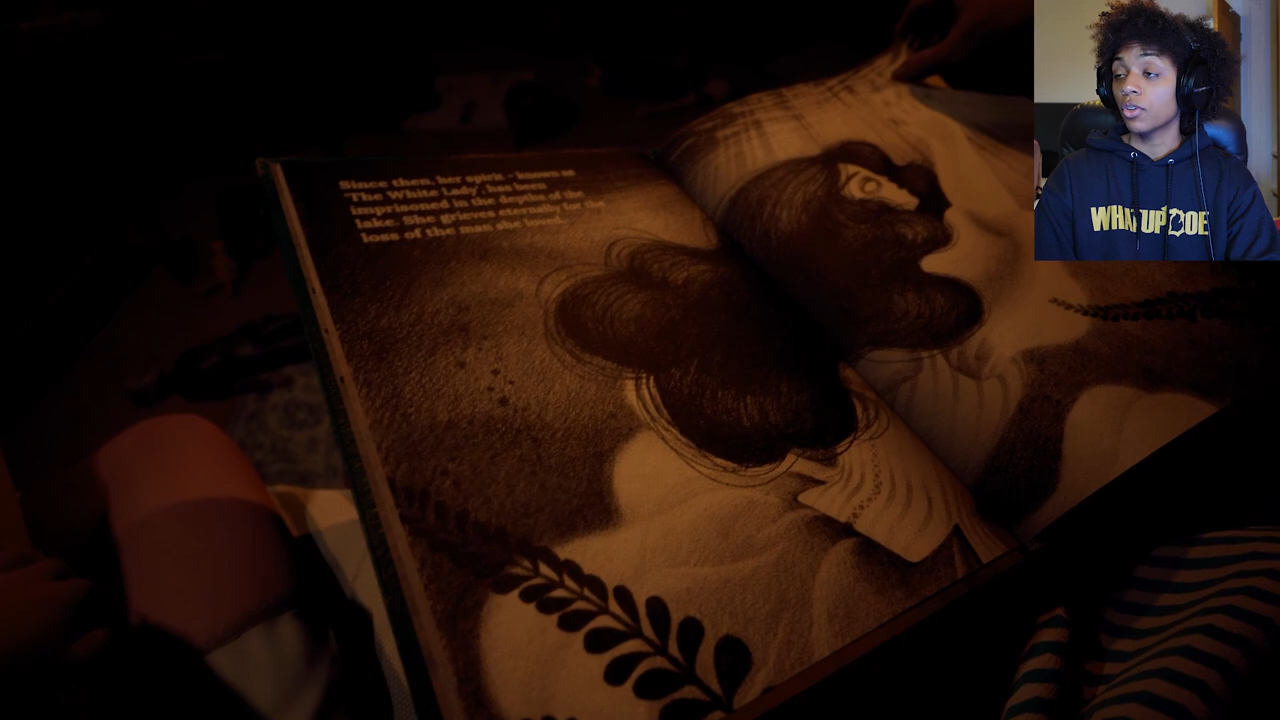 Since then, her spirit - known as
'The White Lady', has been
imprisoned in the depths of the
lake. She grieves eternally for the
loss of the man she loved.
WHAT UP DOE